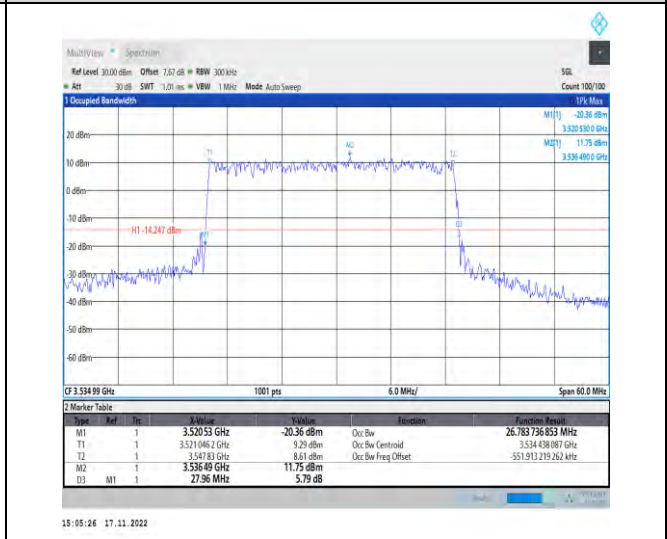 MultiView Spectrum
Ref Level 30.00 dBm Offset 7.67 dB RBW 300 kHz SGL
Att 30 dB SWT 1.01 ms VBW 1 MHz Mode Auto Sweep Count 100/100
1 Occupied Bandwidth 1Pk Max
M1[1] -20.36 dBm
3.520 530 0 GHz
M2[1] 11.75 dBm
3.536 490 0 GHz
20 dBm
M2
T1
T2
10 dBm
0 dBm
-10 dBm
H1 -14.247 dBm
D3
M1
-20 dBm
-30 dBm
-40 dBm
-50 dBm
-60 dBm
CF 3.534 99 GHz 1001 pts 6.0 MHz/ Span 60.0 MHz
2 Marker Table
Type Ref Trc X-Value Y-Value Function Function Result
M1 1 3.520 53 GHz -20.36 dBm Occ Bw 26.783 736 853 MHz
T1 1 3.521 046 2 GHz 9.29 dBm Occ Bw Centroid 3.534 438 087 GHz
T2 1 3.547 83 GHz 8.61 dBm Occ Bw Freq Offset -551.913 219 262 kHz
M2 1 3.536 49 GHz 11.75 dBm
D3 M1 1 27.96 MHz 5.79 dB
15:05:26 17.11.2022